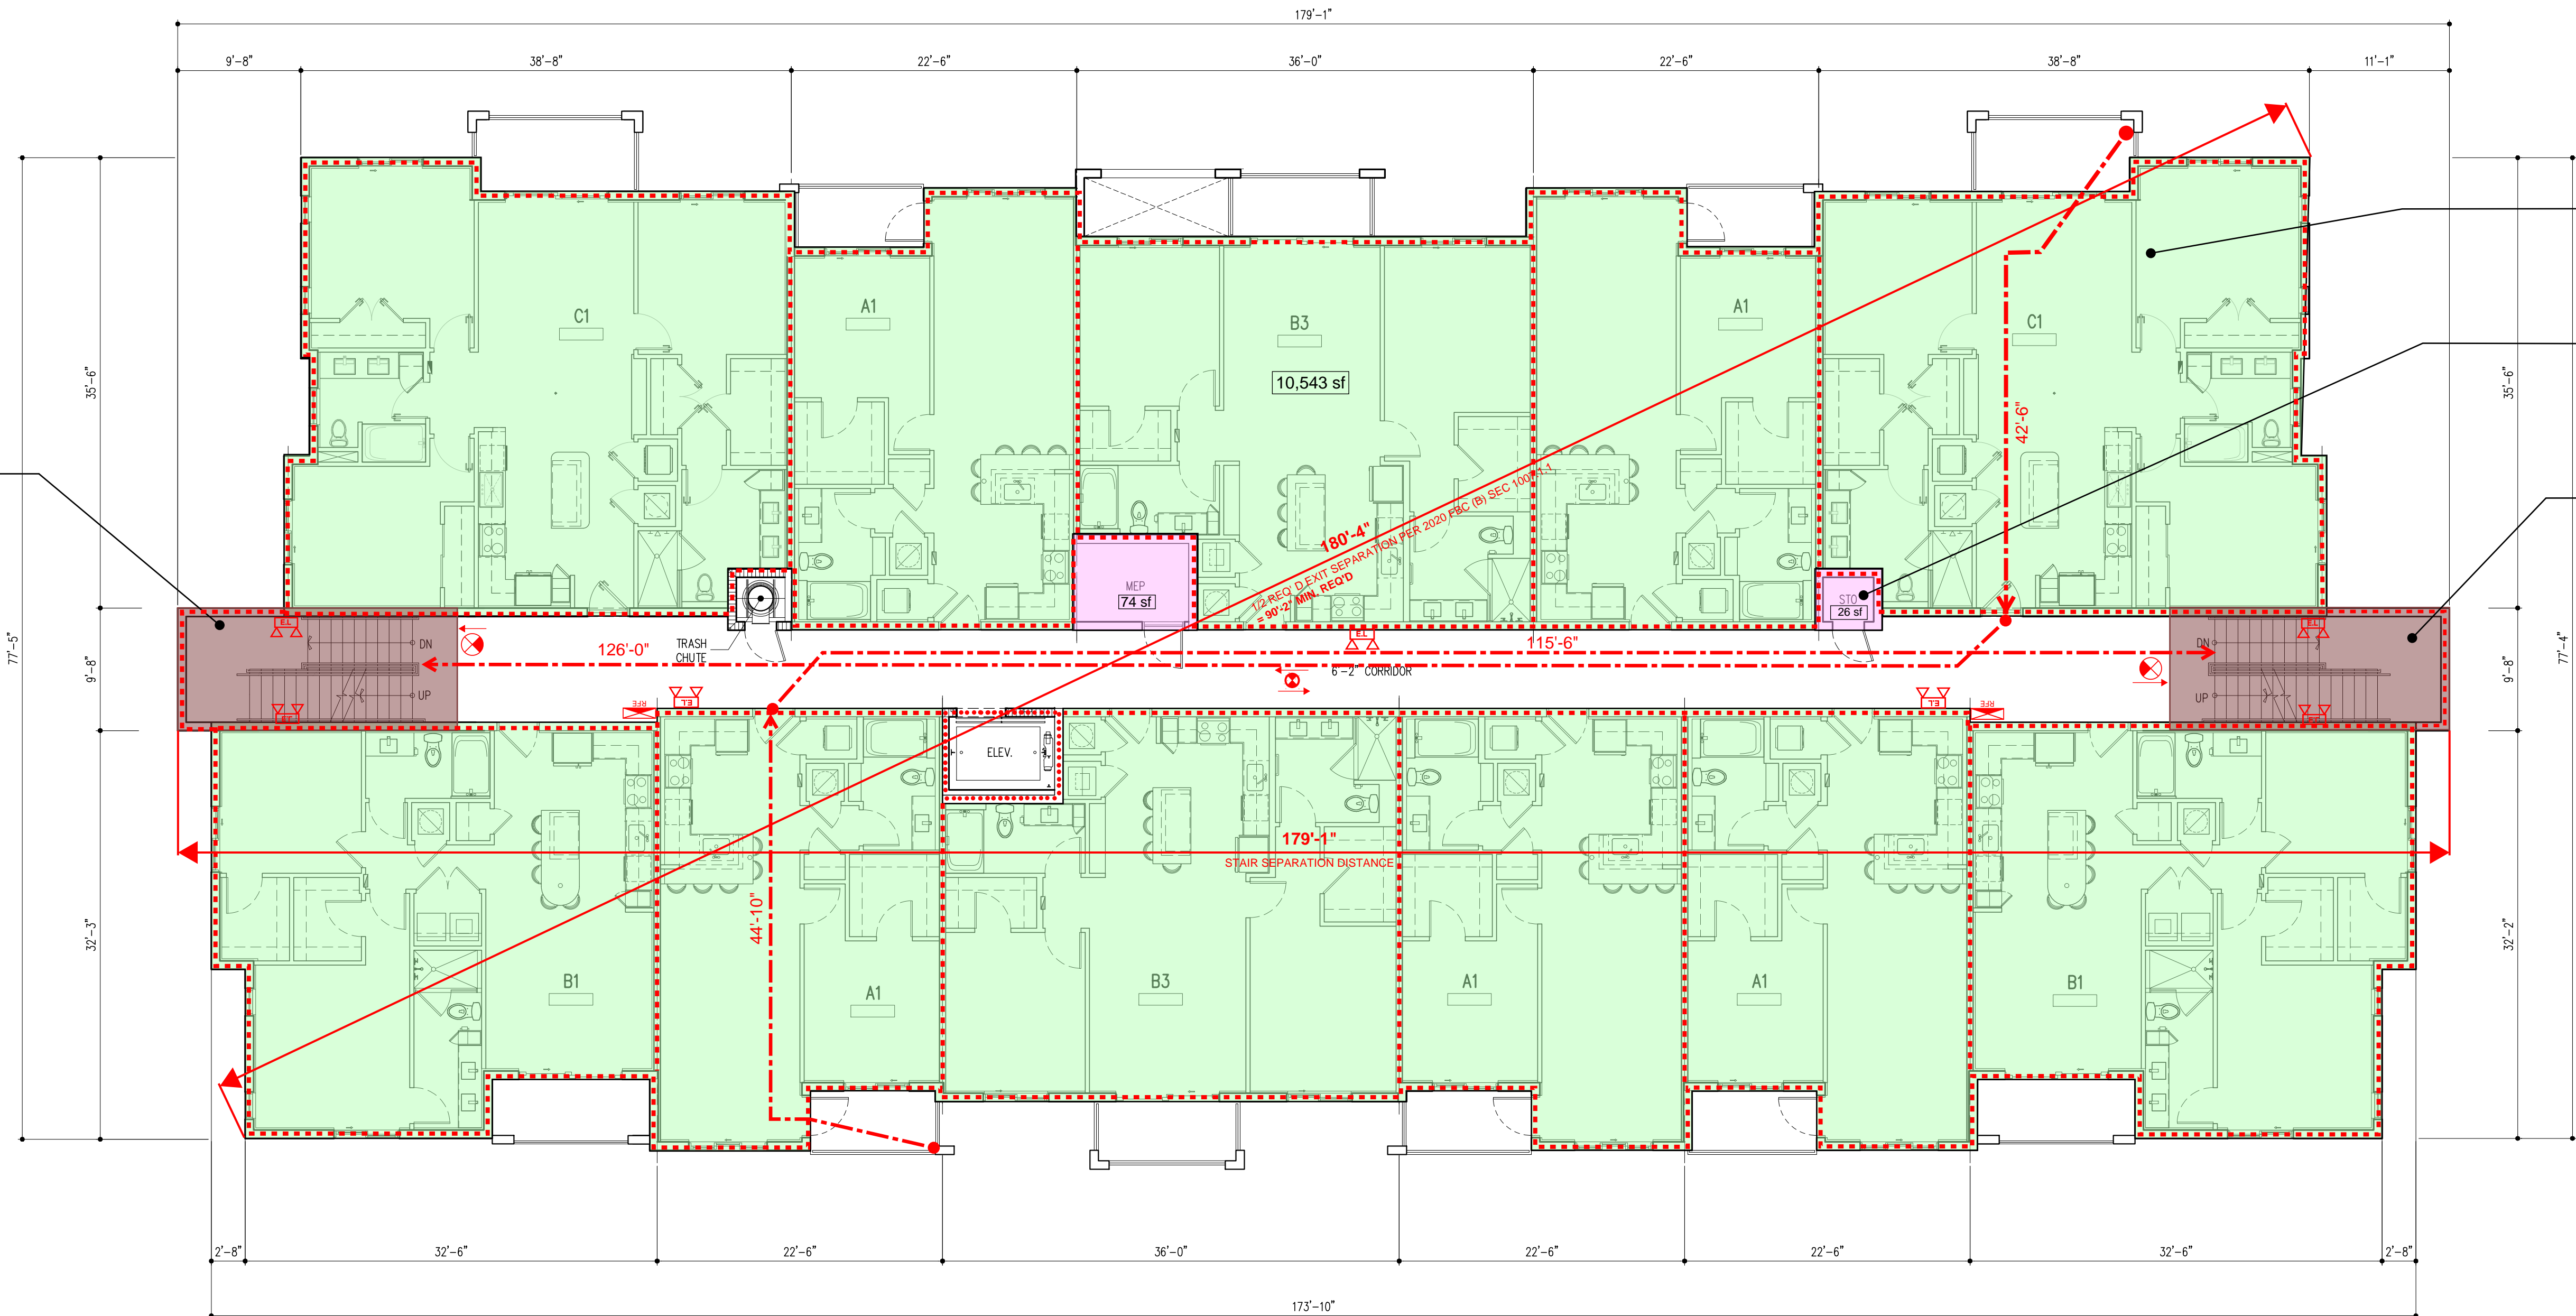 179'-1"
9'-8"
38'-8"
22'-6"
36'-0"
22'-6"
38'-8"
11'-1"
77'-5"
35'-6"
9'-8"
32'-3"
35'-6"
9'-8"
32'-2"
77'-4"
C1
A1
B3
10,543 sf
A1
C1
42'-6"
180'-4"
1/2 REQ' D EXIT SEPARATION PER 2020 FBC (B) SEC 1007.1.1
= 90'-2" MIN. REQ'D
MEP
74 sf
STO
26 sf
E.L
DN
UP
E.L
TRASH
CHUTE
126'-0"
E.L
115'-6"
6'-2" CORRIDOR
E.L
DN
UP
E.L
RFE
E.L
E.L
RFE
ELEV.
179'-1"
STAIR SEPARATION DISTANCE
44'-10"
B1
A1
B3
A1
A1
B1
2'-8"
32'-6"
22'-6"
36'-0"
22'-6"
22'-6"
32'-6"
2'-8"
173'-10"